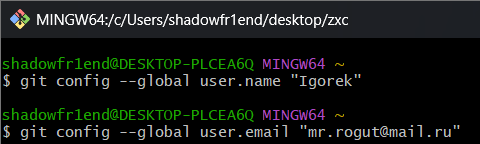 MINGW64:/c/Users/shadowfr1end/desktop/zxc
shadowfr1end@DESKTOP-PLCEA6Q MINGW64 ~
$ git config --global user.name "Igorek"
shadowfr1end@DESKTOP-PLCEA6Q MINGW64 ~
$ git config --global user.email "mr.rogut@mail.ru"